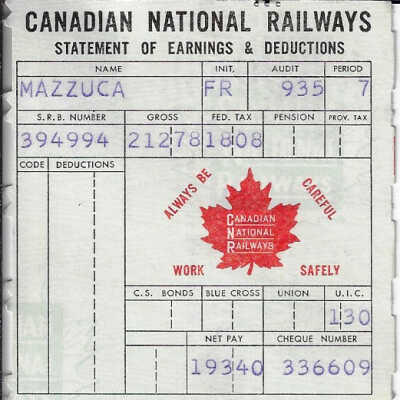 CANADIAN NATIONAL RAILWAYS
STATEMENT OF EARNINGS & DEDUCTIONS
NAME INIT. AUDIT PERIOD
MAZZUCA FR 935 7
S.R.B. NUMBER GROSS FED. TAX PENSION PROV. TAX
394994 21278 1808
CODE DEDUCTIONS
ALWAYS BE CAREFUL
CANADIAN
NATIONAL
RAILWAYS
WORK SAFELY
C.S. BONDS BLUE CROSS UNION U.I.C.
130
NET PAY CHEQUE NUMBER
19340 336609